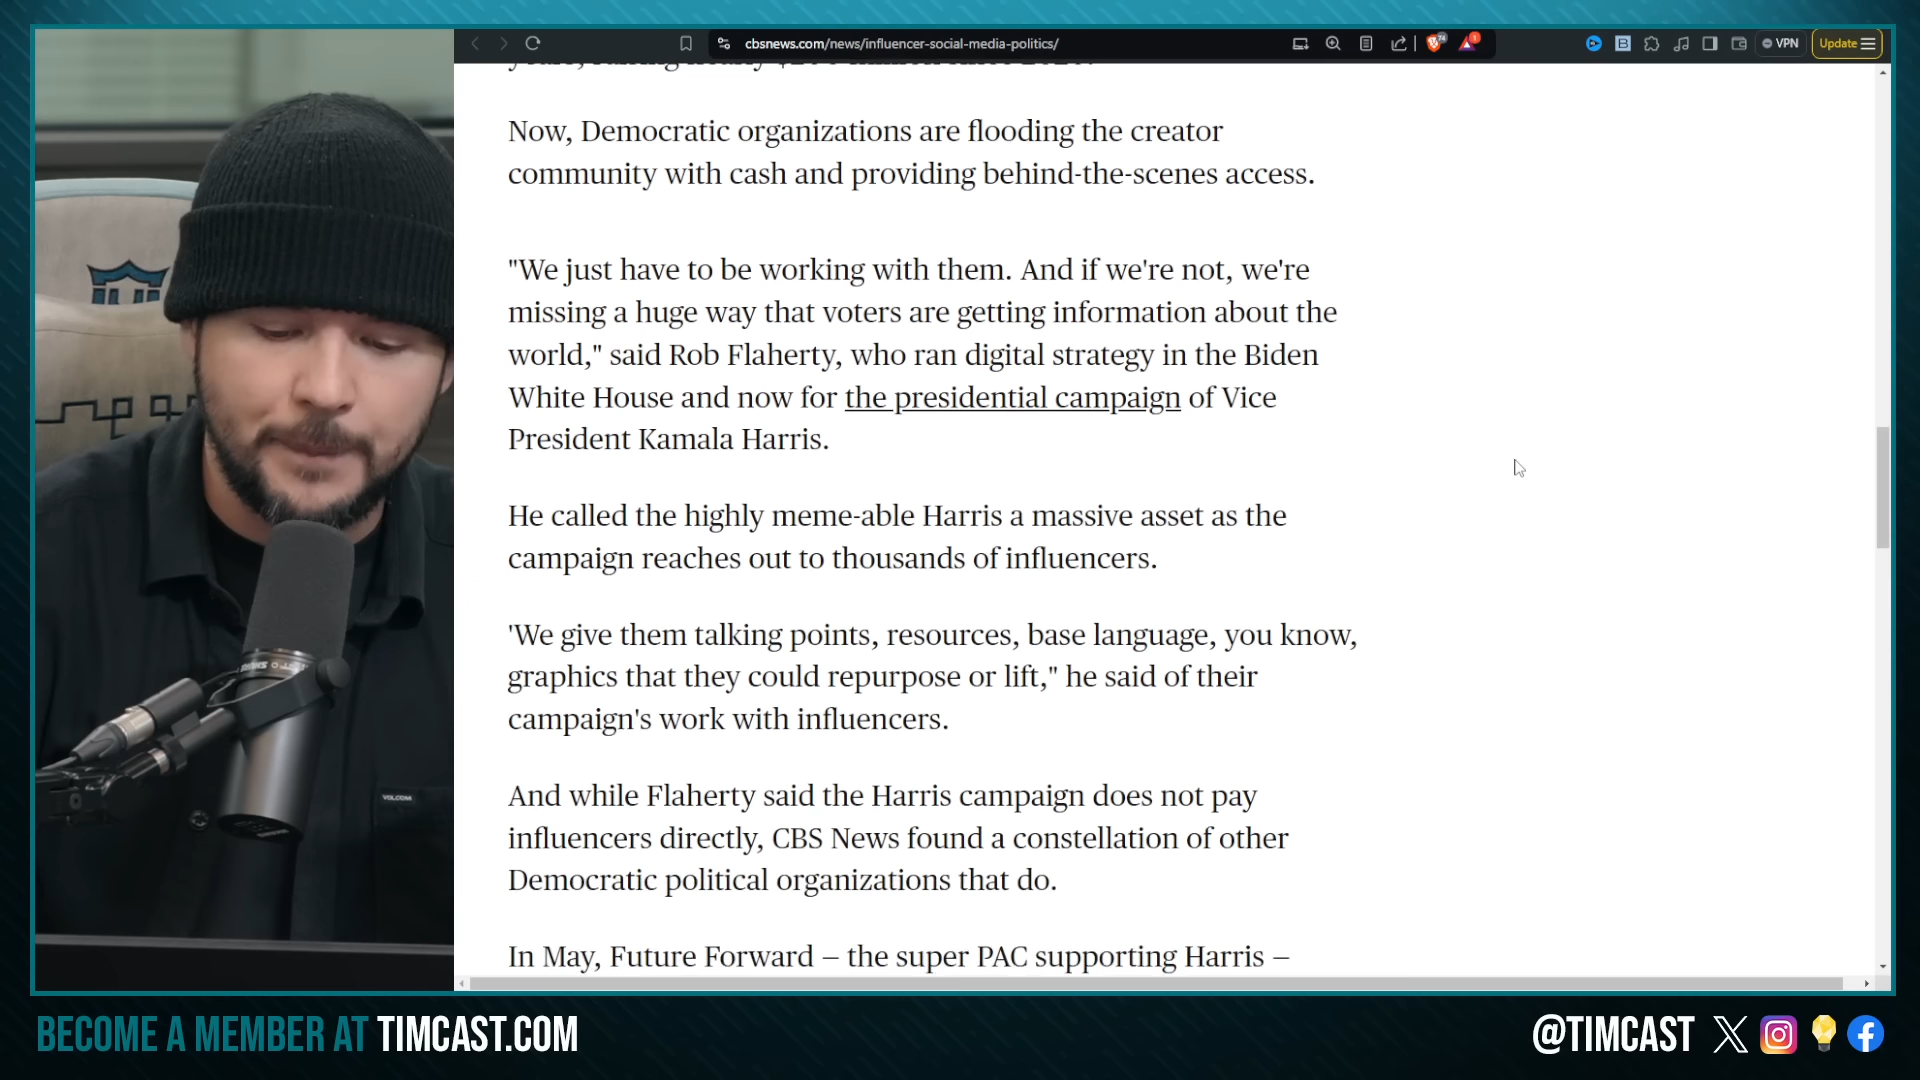 cbsnews.com/news/influencer-social-media-politics/
74
1
VPN
Update
Now, Democratic organizations are flooding the creator
community with cash and providing behind-the-scenes access.
"We just have to be working with them. And if we're not, we're
missing a huge way that voters are getting information about the
world," said Rob Flaherty, who ran digital strategy in the Biden
White House and now for the presidential campaign of Vice
President Kamala Harris.
He called the highly meme-able Harris a massive asset as the
campaign reaches out to thousands of influencers.
'We give them talking points, resources, base language, you know,
graphics that they could repurpose or lift," he said of their
campaign's work with influencers.
And while Flaherty said the Harris campaign does not pay
influencers directly, CBS News found a constellation of other
Democratic political organizations that do.
In May, Future Forward — the super PAC supporting Harris —
VOLCOM
BECOME A MEMBER AT TIMCAST.COM
@TIMCAST